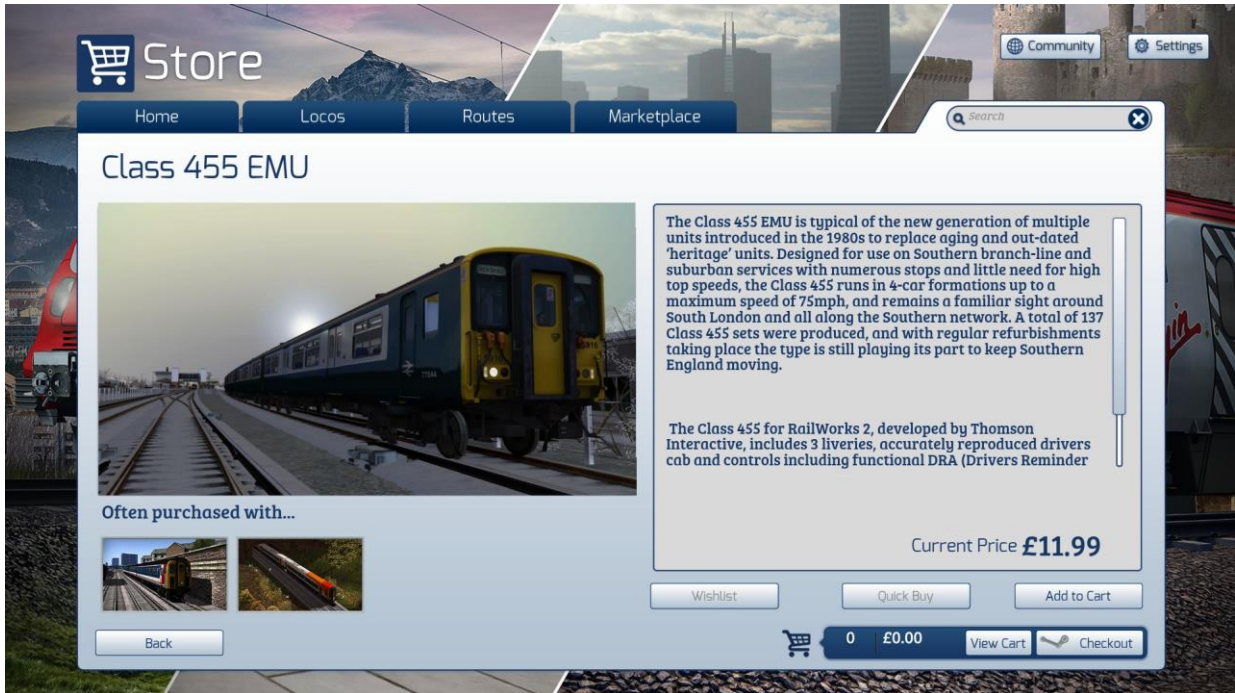 Store
Community
Settings
Home
Locos
Routes
Marketplace
Search
Class 455 EMU
The Class 455 EMU is typical of the new generation of multiple
units introduced in the 1980s to replace aging and out-dated
'heritage' units. Designed for use on Southern branch-line and
suburban services with numerous stops and little need for high
top speeds, the Class 455 runs in 4-car formations up to a
maximum speed of 75mph, and remains a familiar sight around
South London and all along the Southern network. A total of 137
Class 455 sets were produced, and with regular refurbishments
taking place the type is still playing its part to keep Southern
England moving.
The Class 455 for RailWorks 2, developed by Thomson
Interactive, includes 3 liveries, accurately reproduced drivers
cab and controls including functional DRA (Drivers Reminder
Current Price £11.99
Often purchased with...
Wishlist
Quick Buy
Add to Cart
Back
0
£0.00
View Cart
Checkout